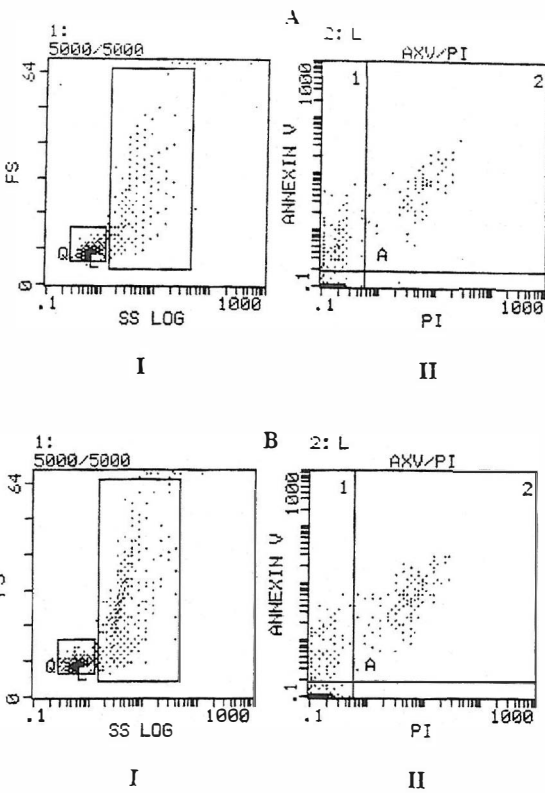 A
1:
5000/5000
64
FS
0
.1
1000
SS LOG
Q
L
I
2: L
AXV/PI
1000
ANNEXIN V
.1
1
2
A
.1
1000
PI
II
B
1:
5000/5000
64
0
.1
1000
SS LOG
Q
L
I
2: L
AXV/PI
1000
ANNEXIN V
.1
1
2
A
.1
1000
PI
II